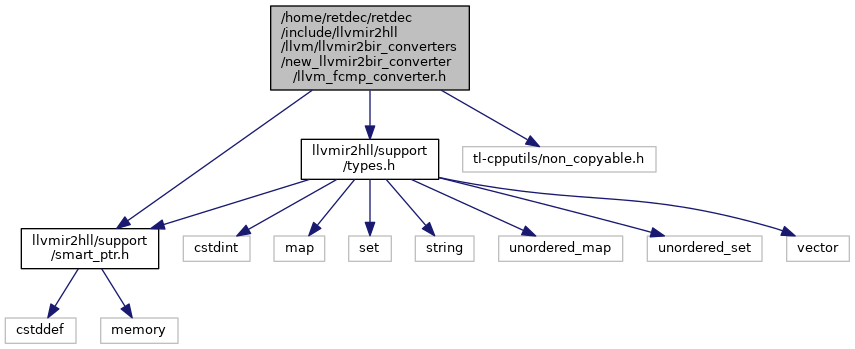 /home/retdec/retdec
/include/llvmir2hll
/llvm/llvmir2bir_converters
/new_llvmir2bir_converter
/llvm_fcmp_converter.h
llvmir2hll/support
/types.h
tl-cpputils/non_copyable.h
llvmir2hll/support
/smart_ptr.h
cstdint
map
set
string
unordered_map
unordered_set
vector
cstddef
memory